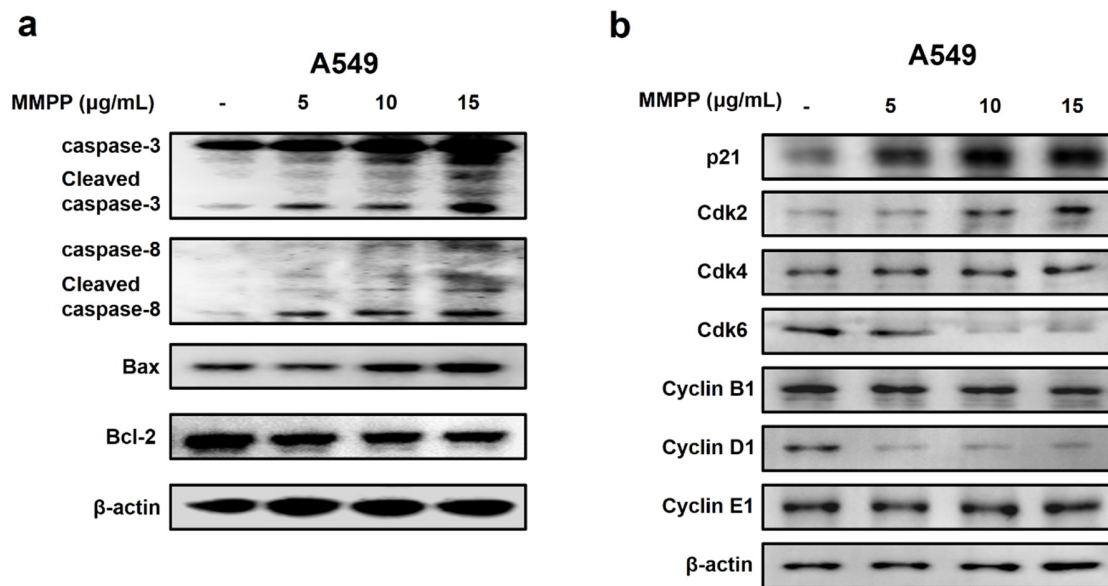 a
A549
MMPP (µg/mL) - 5 10 15
caspase-3
Cleaved
caspase-3
caspase-8
Cleaved
caspase-8
Bax
Bcl-2
β-actin
b
A549
MMPP (µg/mL) - 5 10 15
p21
Cdk2
Cdk4
Cdk6
Cyclin B1
Cyclin D1
Cyclin E1
β-actin